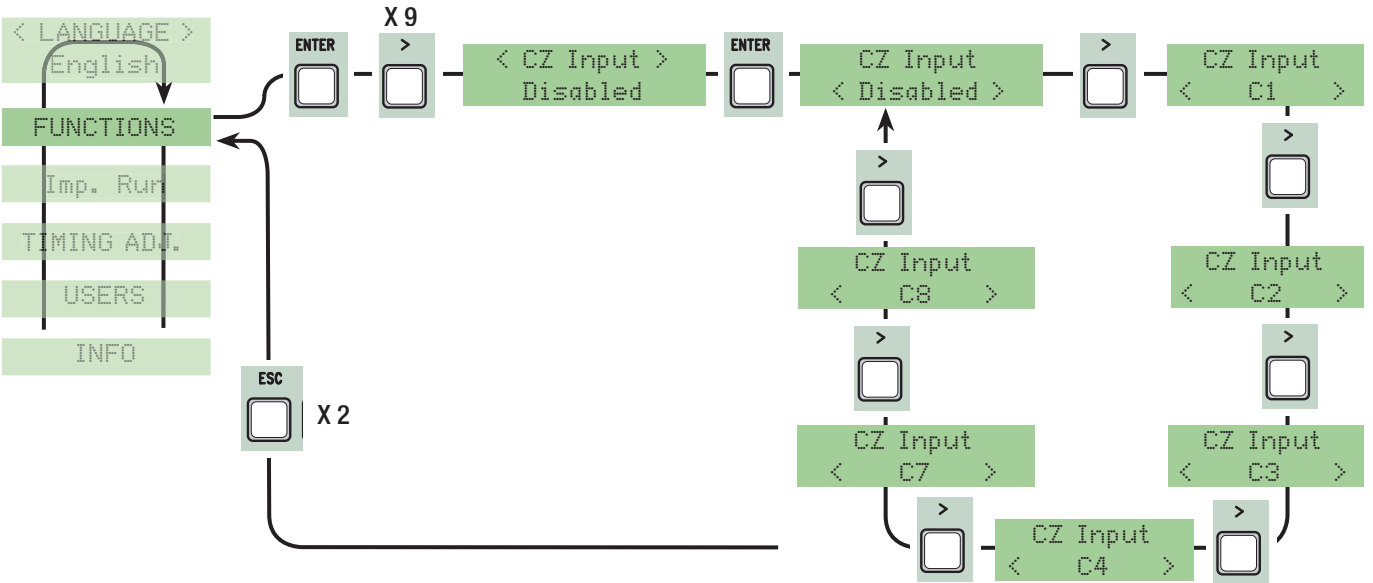 < LANGUAGE >
English
FUNCTIONS
Imp. Run
TIMING ADJ.
USERS
INFO
ENTER
X 9
>
< CZ Input >
Disabled
ENTER
CZ Input
< Disabled >
>
CZ Input
< C1 >
>
CZ Input
< C2 >
>
CZ Input
< C3 >
>
CZ Input
< C4 >
>
CZ Input
< C7 >
>
CZ Input
< C8 >
>
ESC
X 2